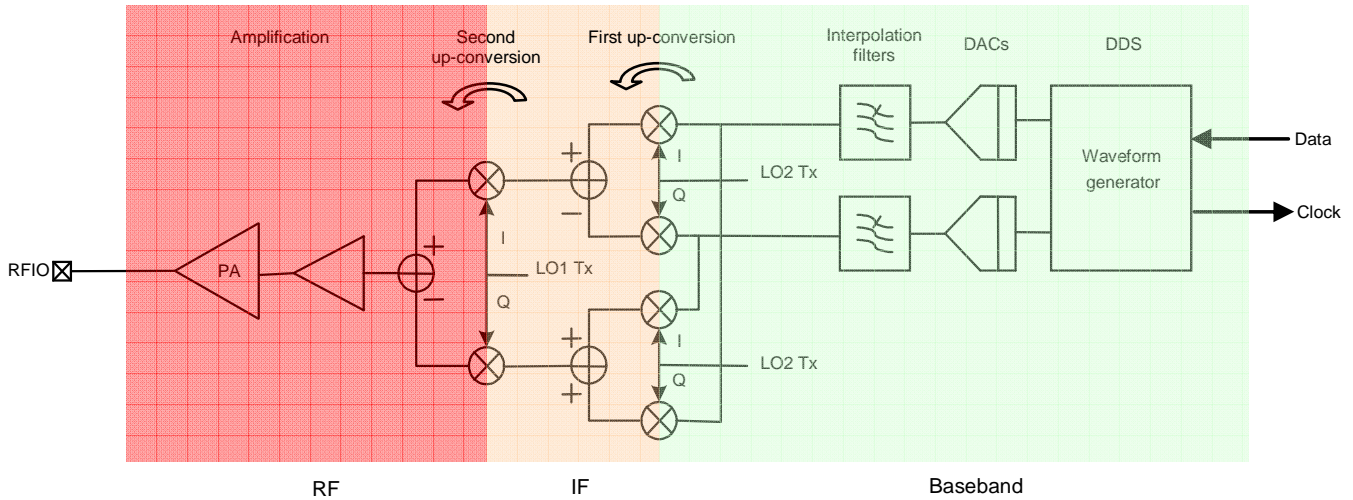 Amplification
Second
up-conversion
First up-conversion
Interpolation
filters
DACs
DDS
I
LO2 Tx
Q
Waveform
generator
Data
Clock
+
−
I
LO1 Tx
Q
+
−
PA
RFIO
I
LO2 Tx
Q
+
+
RF
IF
Baseband